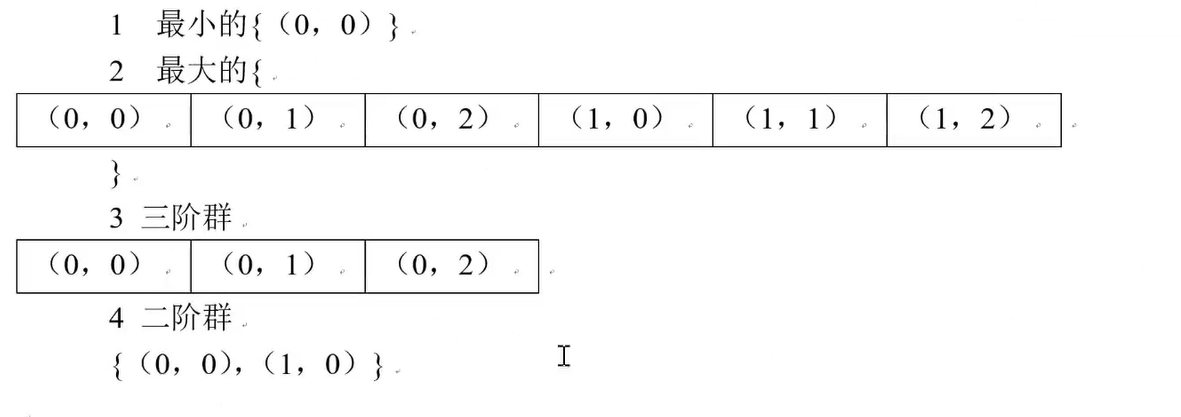 1 最小的{（0，0）}
2 最大的{
（0，0） （0，1） （0，2） （1，0） （1，1） （1，2）
}
3 三阶群
（0，0） （0，1） （0，2）
4 二阶群
{（0，0），（1，0）}